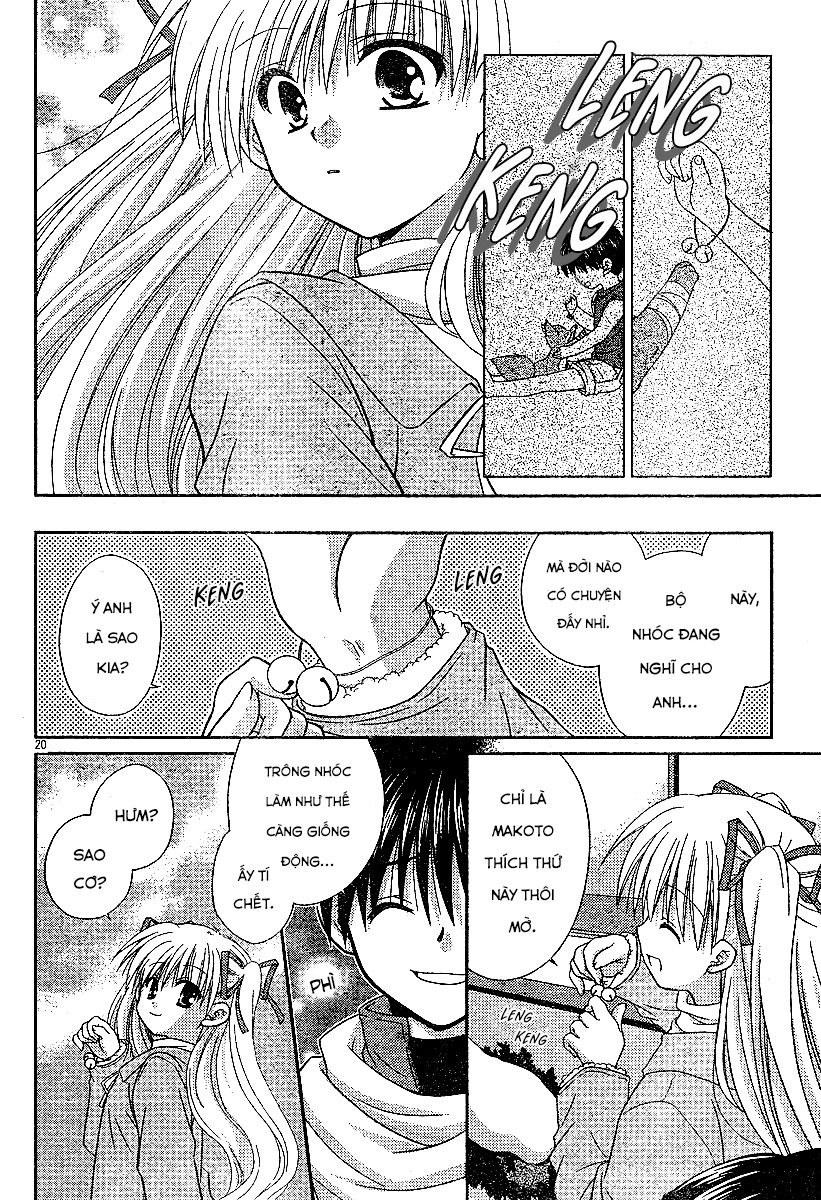 LENG
KENG
BỘ NÀY,
NHÓC ĐANG
NGHĨ CHO
ANH...
MÀ ĐỜI NÀO
CÓ CHUYỆN
ĐẤY NHỈ.
LENG
KENG
Ý ANH
LÀ SAO
KIA?
20
CHỈ LÀ
MAKOTO
THÍCH THỨ
NÀY THÔI
MỜ.
LENG
KENG
TRÔNG NHÓC
LÀM NHƯ THẾ
CÀNG GIỐNG
ĐỘNG...
ẤY TÍ
CHẾT.
PHÌ
HƯM?
SAO
CƠ?